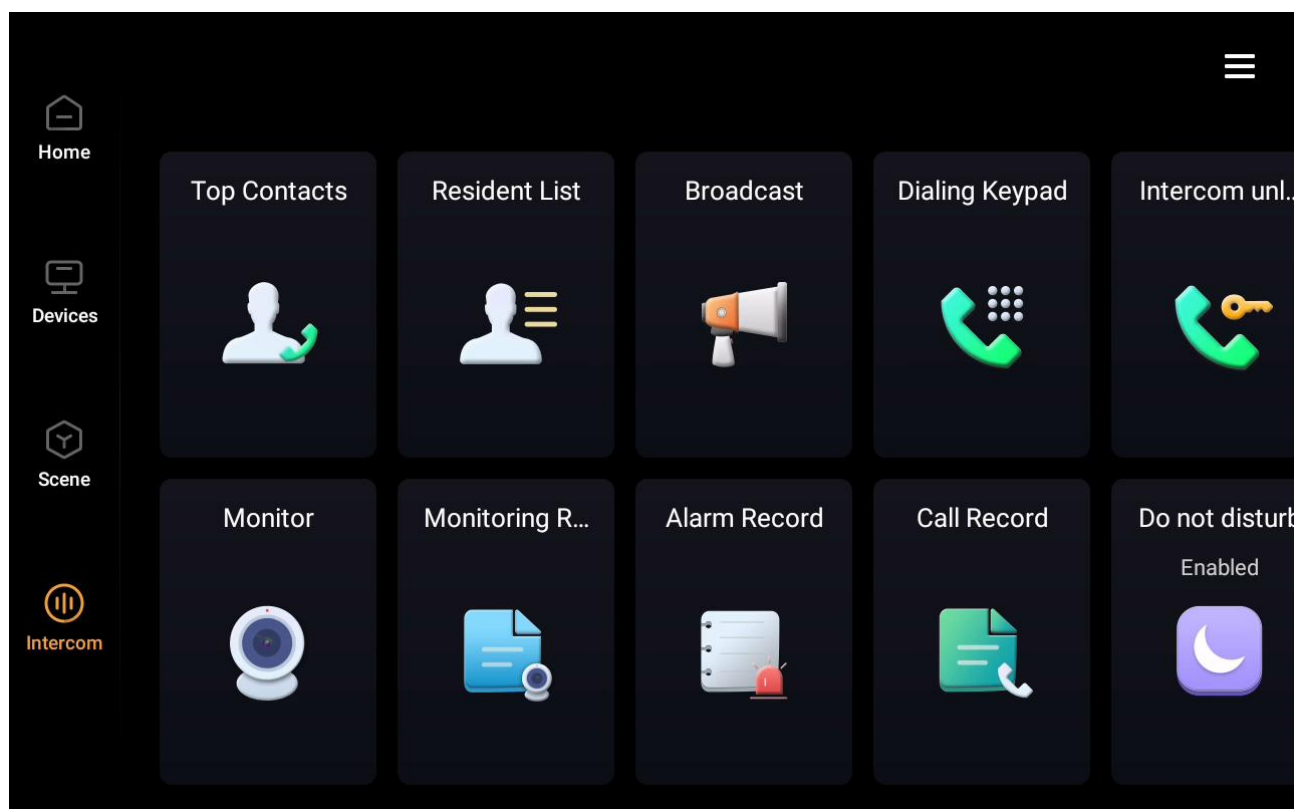 Home
Devices
Scene
Intercom
Top Contacts
Resident List
Broadcast
Dialing Keypad
Intercom unl..
Monitor
Monitoring R...
Alarm Record
Call Record
Do not disturb
Enabled